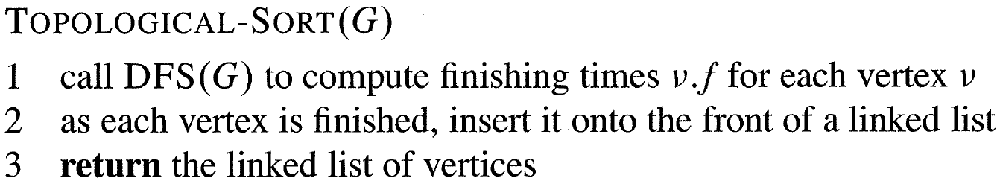 TOPOLOGICAL-SORT(G)
1 call DFS(G) to compute finishing times v.f for each vertex v
2 as each vertex is finished, insert it onto the front of a linked list
3 return the linked list of vertices